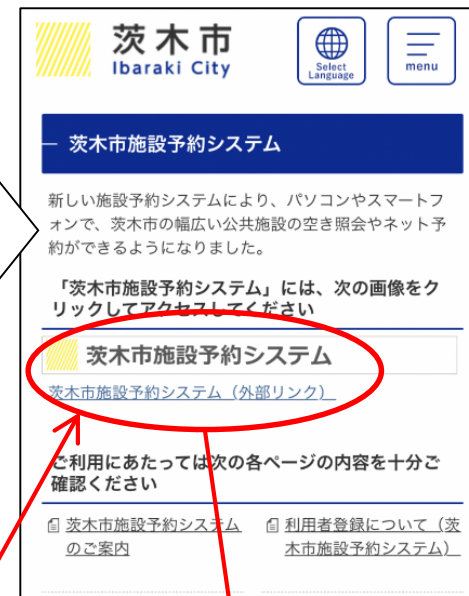 茨木市
Ibaraki City
Select
Language
menu
茨木市施設予約システム
新しい施設予約システムにより、パソコンやスマートフ
ォンで、茨木市の幅広い公共施設の空き照会やネット予
約ができるようになりました。
「茨木市施設予約システム」には、次の画像をク
リックしてアクセスしてください
茨木市施設予約システム
茨木市施設予約システム（外部リンク）
ご利用にあたっては次の各ページの内容を十分ご
確認ください
茨木市施設予約システム
のご案内
利用者登録について（茨
木市施設予約システム）